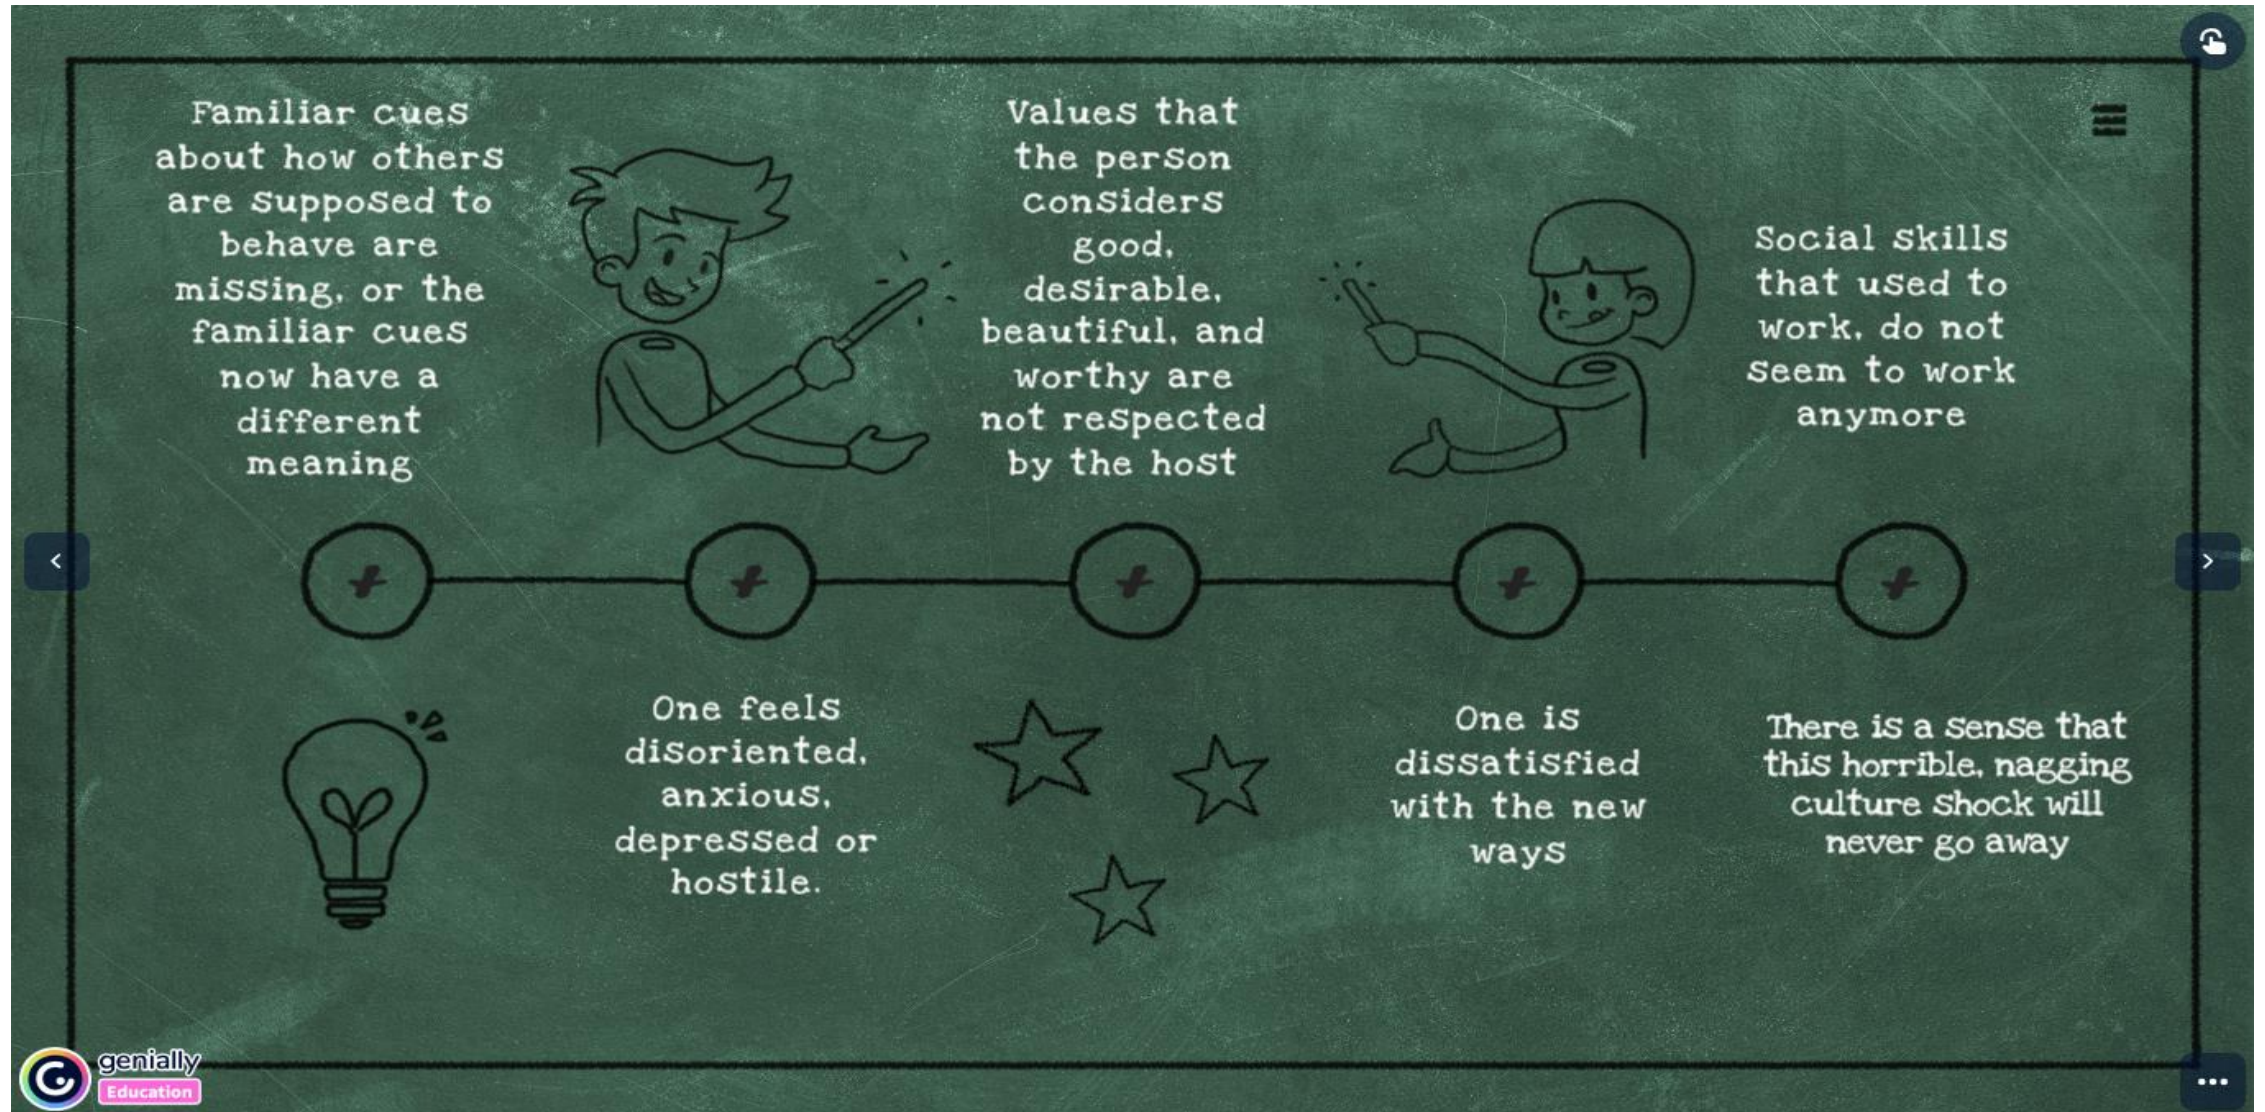 Familiar cues
about how others
are supposed to
behave are
missing, or the
familiar cues
now have a
different
meaning
Values that
the person
considers
good,
desirable,
beautiful, and
worthy are
not respected
by the host
Social skills
that used to
work, do not
seem to work
anymore
One feels
disoriented,
anxious,
depressed or
hostile.
One is
dissatisfied
with the new
ways
There is a sense that
this horrible, nagging
culture shock will
never go away
genially
Education